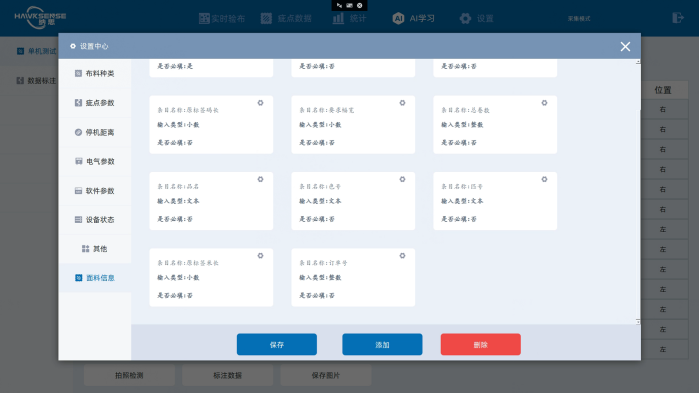 HAWKSENSE
实时验布
疵点数据
统计
AI
AI学习
设置
采集模式
单机测试
数据标注
设置中心
布料种类
疵点参数
停机距离
电气参数
软件参数
设备状态
其他
面料信息
是否必填:是
是否必填:否
是否必填:否
条目名称:原标签码长
输入类型:小数
是否必填:否
条目名称:要求幅宽
输入类型:小数
是否必填:否
条目名称:总卷数
输入类型:整数
是否必填:否
条目名称:品名
输入类型:文本
是否必填:否
条目名称:色号
输入类型:文本
是否必填:否
条目名称:匹号
输入类型:文本
是否必填:否
条目名称:原标签米长
输入类型:小数
是否必填:否
条目名称:订单号
输入类型:整数
是否必填:否
保存
添加
删除
位置
右
右
右
右
右
右
左
左
左
左
左
左
左
拍照检测
标注数据
保存图片